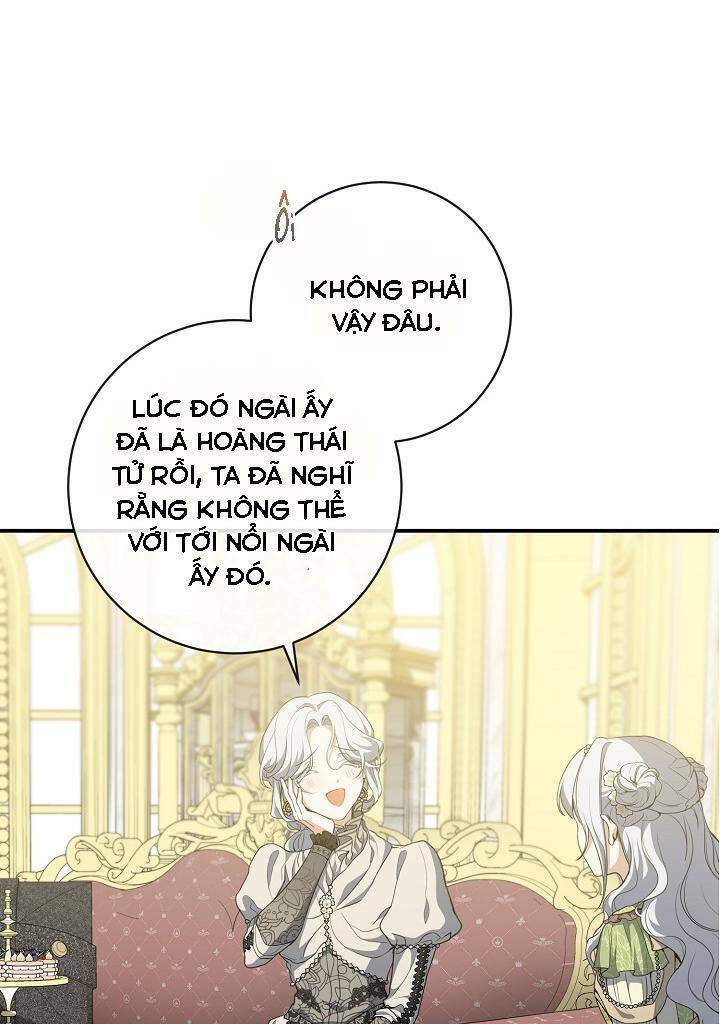 Ôi
KHÔNG PHẢI
VẬY ĐÂU.
LÚC ĐÓ NGÀI ẤY
ĐÃ LÀ HOÀNG THÁI
TỬ RỒI, TA ĐÃ NGHĨ
RẰNG KHÔNG THỂ
VỚI TỚI NỔI NGÀI
ẤY ĐÓ.